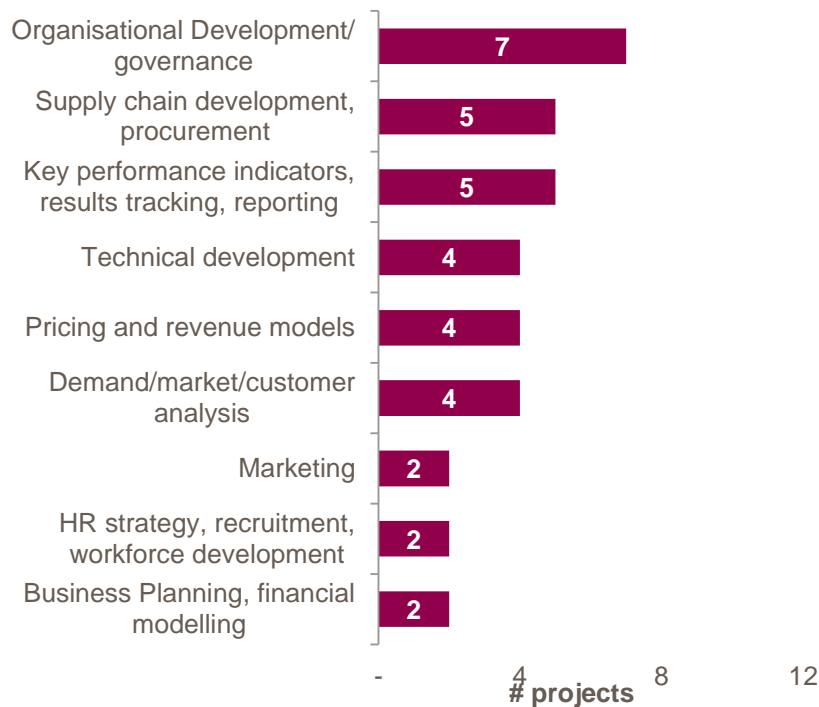 Organisational Development/
governance
7
Supply chain development,
procurement
5
Key performance indicators,
results tracking, reporting
5
Technical development
4
Pricing and revenue models
4
Demand/market/customer
analysis
4
Marketing
2
HR strategy, recruitment,
workforce development
2
Business Planning, financial
modelling
2
- 4 8 12
# projects